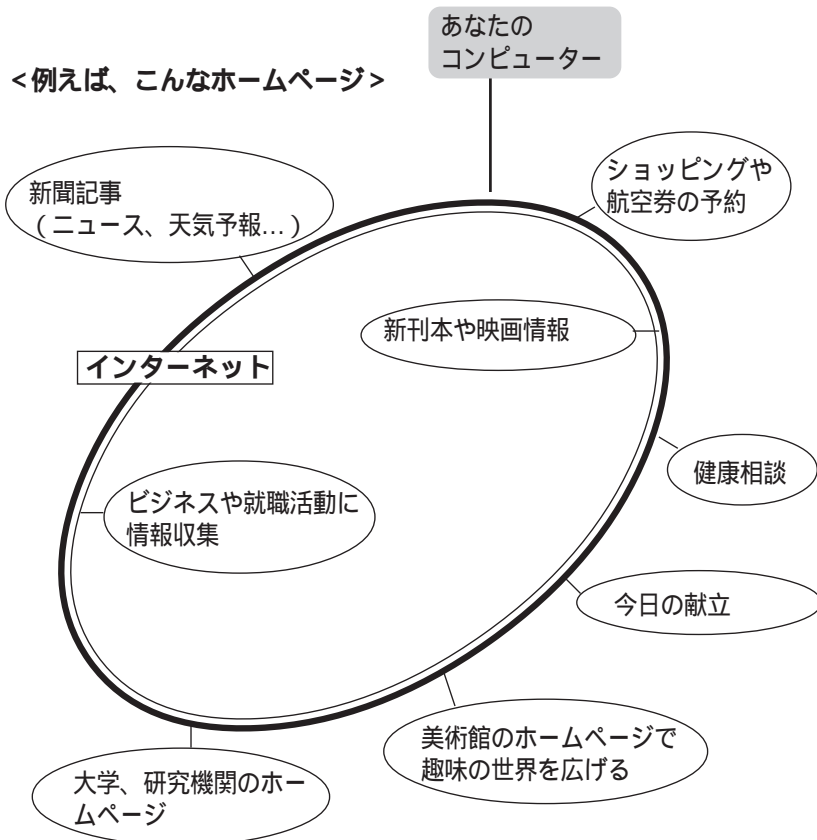 あなたの
コンピューター
<例えば、こんなホームページ>
ショッピングや
航空券の予約
新聞記事
(ニュース、天気予報...)
新刊本や映画情報
インターネット
健康相談
ビジネスや就職活動に
情報収集
今日の献立
美術館のホームページで
趣味の世界を広げる
大学、研究機関のホー
ムページ